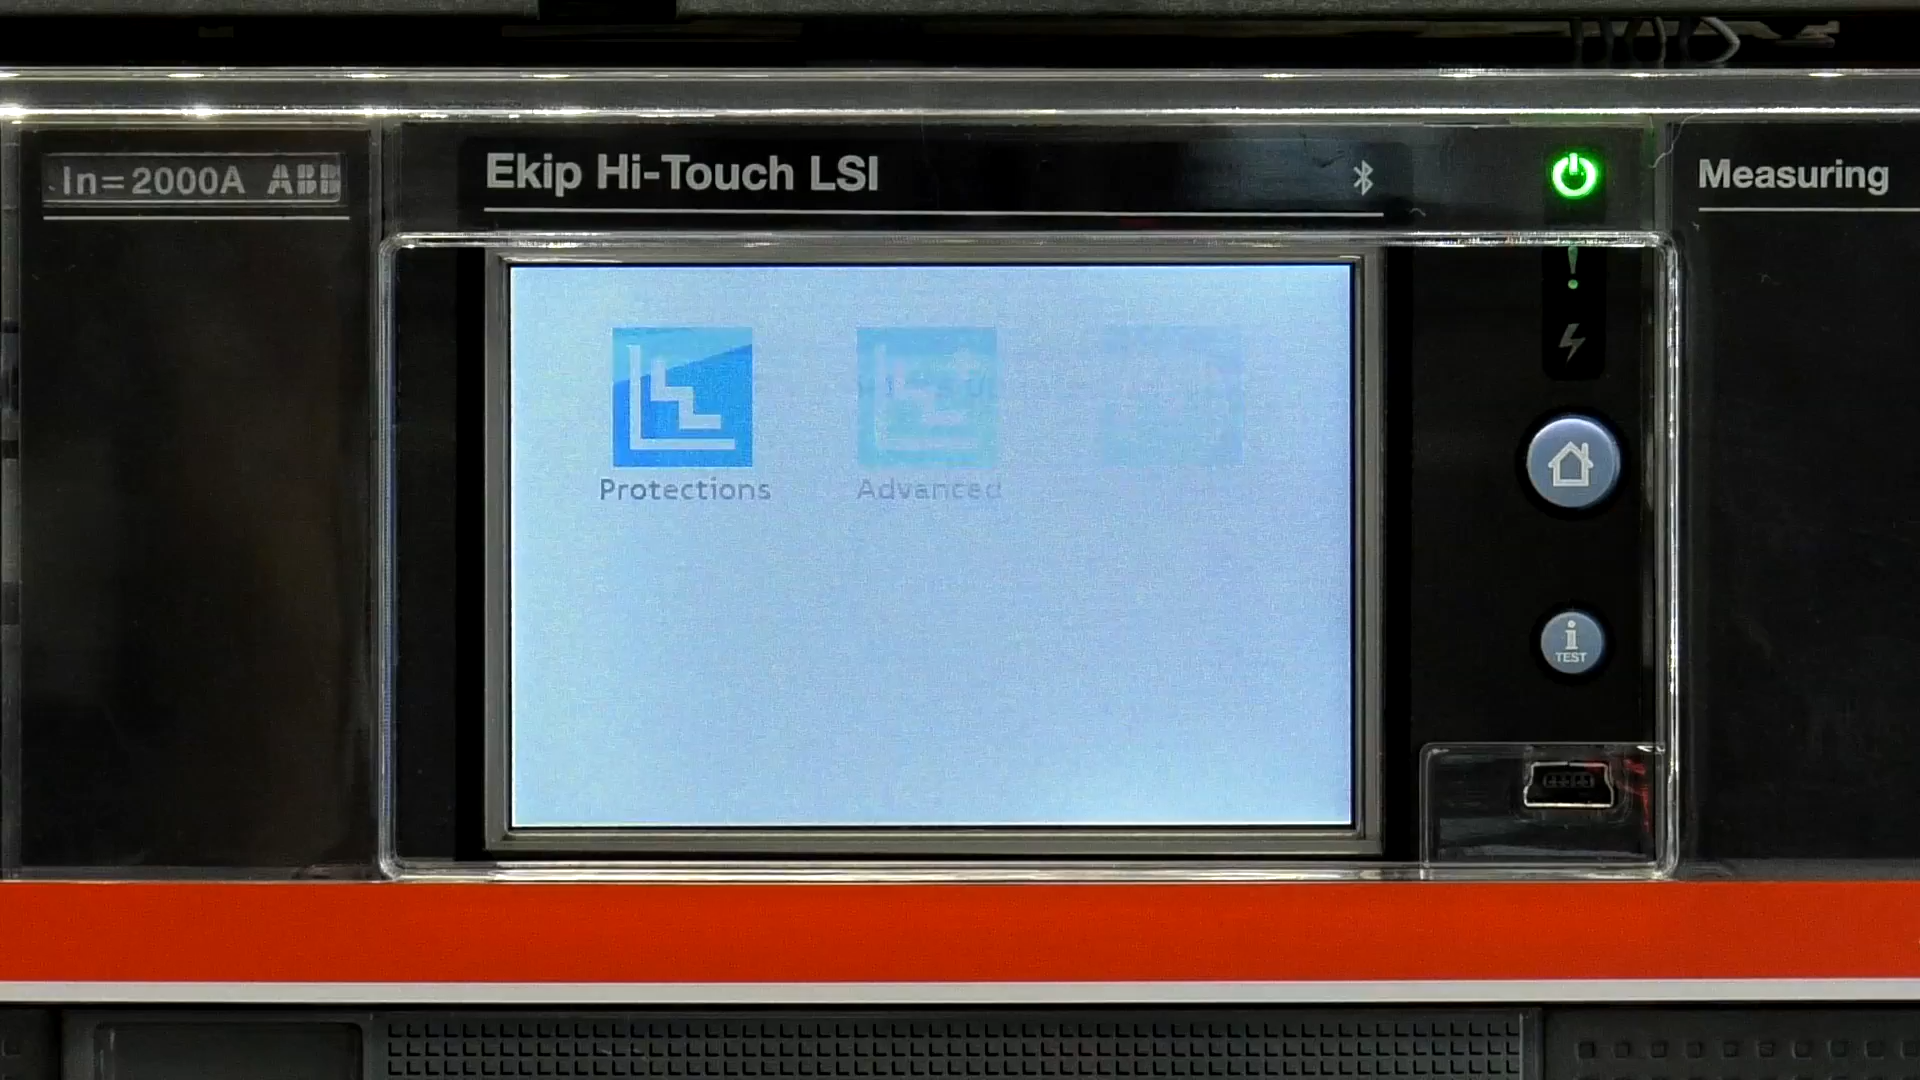 In=2000A ABB
Ekip Hi-Touch LSI
Measuring
Protections
Advanced
i
TEST